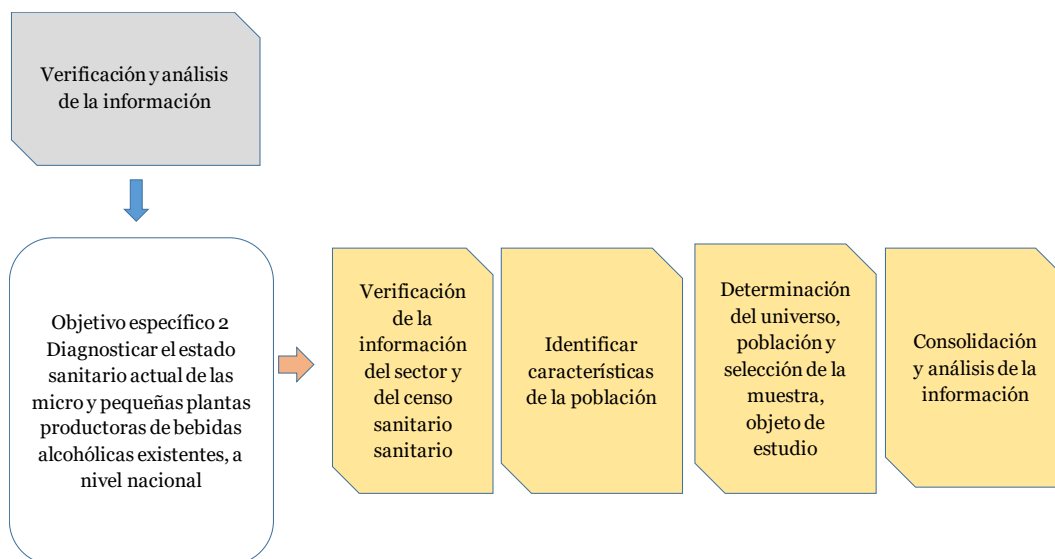 Verificación y análisis
de la información
Objetivo específico 2
Diagnosticar el estado
sanitario actual de las
micro y pequeñas plantas
productoras de bebidas
alcohólicas existentes, a
nivel nacional
Verificación
de la
información
del sector y
del censo
sanitario
sanitario
Identificar
características
de la población
Determinación
del universo,
población y
selección de la
muestra,
objeto de
estudio
Consolidación
y análisis de la
información